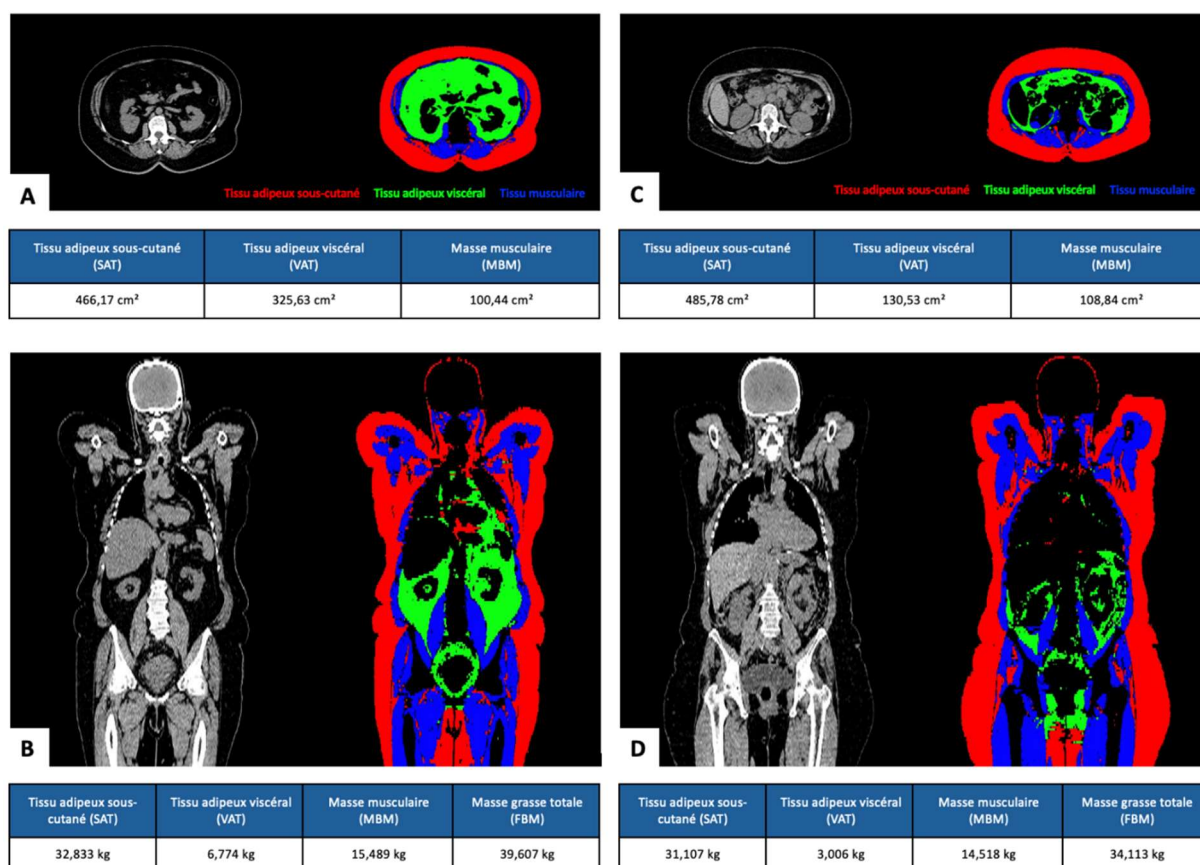 A
Tissu adipeux sous-cutané Tissu adipeux viscéral Tissu musculaire
C
Tissu adipeux sous-cutané Tissu adipeux viscéral Tissu musculaire
Tissu adipeux sous-cutané
(SAT)
Tissu adipeux viscéral
(VAT)
Masse musculaire
(MBM)
466,17 cm²
325,63 cm²
100,44 cm²
Tissu adipeux sous-cutané
(SAT)
Tissu adipeux viscéral
(VAT)
Masse musculaire
(MBM)
485,78 cm²
130,53 cm²
108,84 cm²
B
D
Tissu adipeux sous-
cutané (SAT)
Tissu adipeux viscéral
(VAT)
Masse musculaire
(MBM)
Masse grasse totale
(FBM)
32,833 kg
6,774 kg
15,489 kg
39,607 kg
Tissu adipeux sous-
cutané (SAT)
Tissu adipeux viscéral
(VAT)
Masse musculaire
(MBM)
Masse grasse totale
(FBM)
31,107 kg
3,006 kg
14,518 kg
34,113 kg